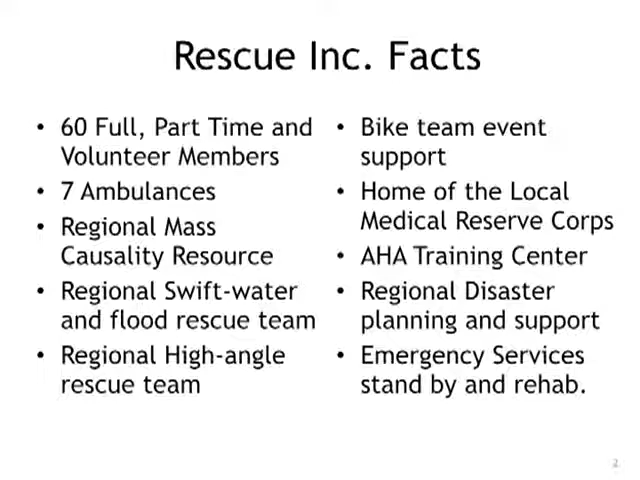 Rescue Inc. Facts
• 60 Full, Part Time and
Volunteer Members
• 7 Ambulances
• Regional Mass
Causality Resource
• Regional Swift-water
and flood rescue team
• Regional High-angle
rescue team
• Bike team event
support
• Home of the Local
Medical Reserve Corps
• AHA Training Center
• Regional Disaster
planning and support
• Emergency Services
stand by and rehab.
2